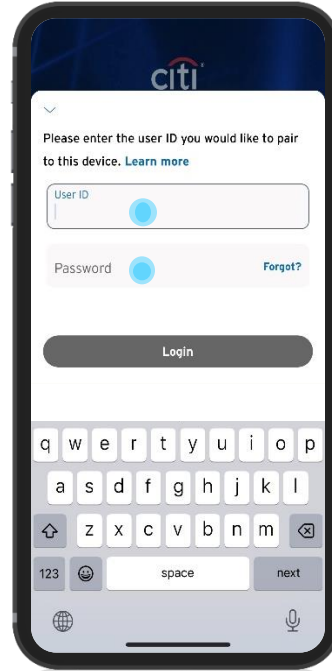 citi
Please enter the user ID you would like to pair
to this device. Learn more
User ID
Password Forgot?
Login
q w e r t y u i o p
a s d f g h j k l
z x c v b n m
123 space next